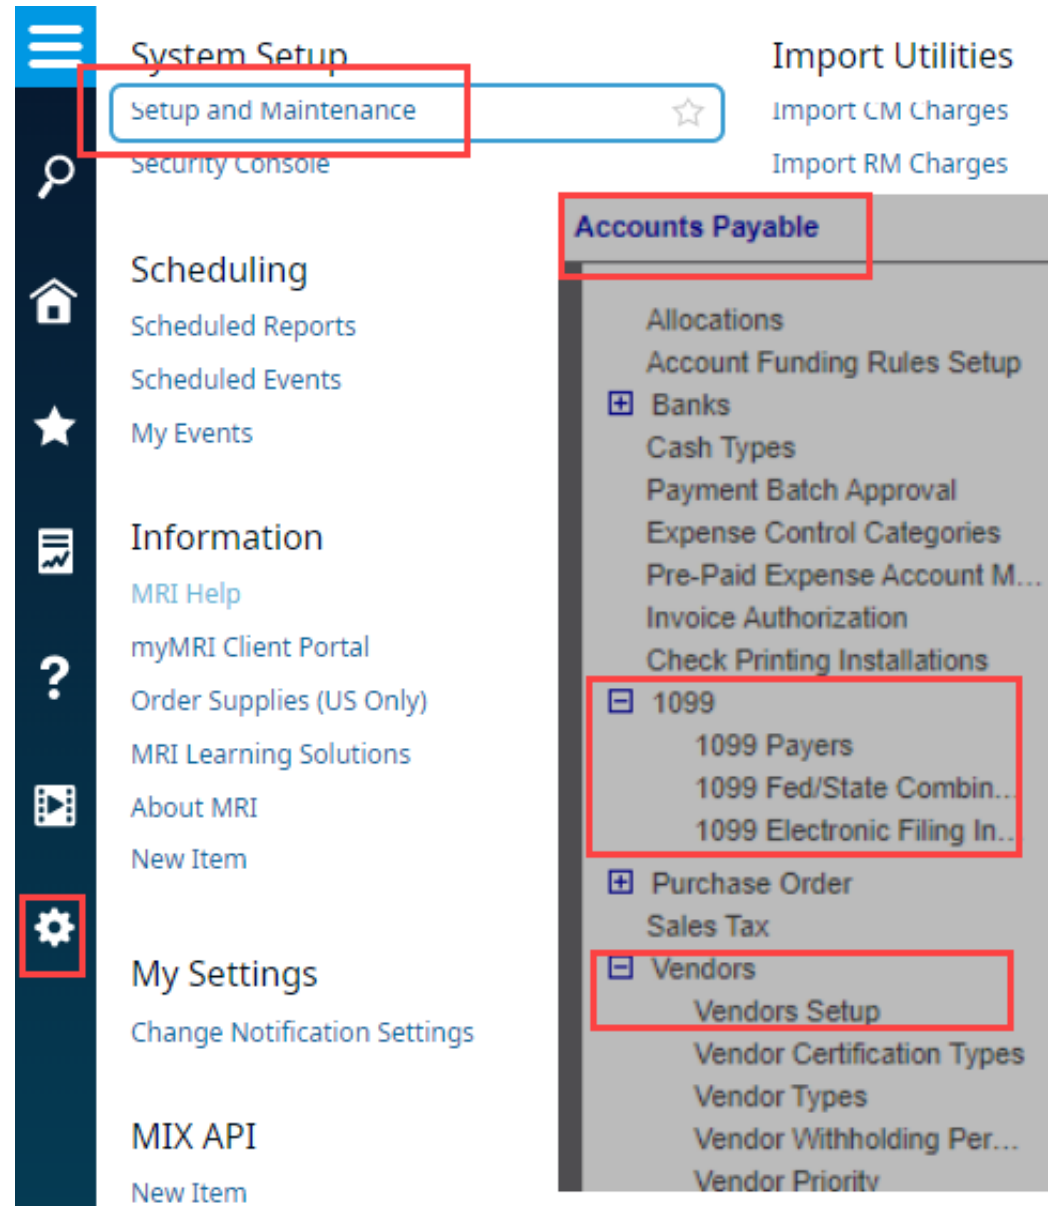 System Setup
Setup and Maintenance
Security Console
Scheduling
Scheduled Reports
Scheduled Events
My Events
Information
MRI Help
myMRI Client Portal
Order Supplies (US Only)
MRI Learning Solutions
About MRI
New Item
My Settings
Change Notification Settings
MIX API
New Item
Import Utilities
Import CM Charges
Import RM Charges
Accounts Payable
Allocations
Account Funding Rules Setup
Banks
Cash Types
Payment Batch Approval
Expense Control Categories
Pre-Paid Expense Account M...
Invoice Authorization
Check Printing Installations
1099
1099 Payers
1099 Fed/State Combin...
1099 Electronic Filing In...
Purchase Order
Sales Tax
Vendors
Vendors Setup
Vendor Certification Types
Vendor Types
Vendor Withholding Per...
Vendor Priority